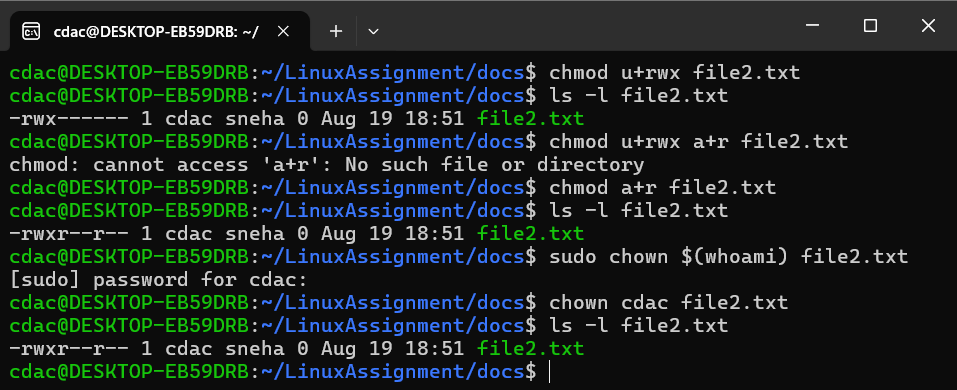 cdac@DESKTOP-EB59DRB: ~/
cdac@DESKTOP-EB59DRB:~/LinuxAssignment/docs$ chmod u+rwx file2.txt
cdac@DESKTOP-EB59DRB:~/LinuxAssignment/docs$ ls -l file2.txt
-rwx------ 1 cdac sneha 0 Aug 19 18:51 file2.txt
cdac@DESKTOP-EB59DRB:~/LinuxAssignment/docs$ chmod u+rwx a+r file2.txt
chmod: cannot access 'a+r': No such file or directory
cdac@DESKTOP-EB59DRB:~/LinuxAssignment/docs$ chmod a+r file2.txt
cdac@DESKTOP-EB59DRB:~/LinuxAssignment/docs$ ls -l file2.txt
-rwxr--r-- 1 cdac sneha 0 Aug 19 18:51 file2.txt
cdac@DESKTOP-EB59DRB:~/LinuxAssignment/docs$ sudo chown $(whoami) file2.txt
[sudo] password for cdac:
cdac@DESKTOP-EB59DRB:~/LinuxAssignment/docs$ chown cdac file2.txt
cdac@DESKTOP-EB59DRB:~/LinuxAssignment/docs$ ls -l file2.txt
-rwxr--r-- 1 cdac sneha 0 Aug 19 18:51 file2.txt
cdac@DESKTOP-EB59DRB:~/LinuxAssignment/docs$